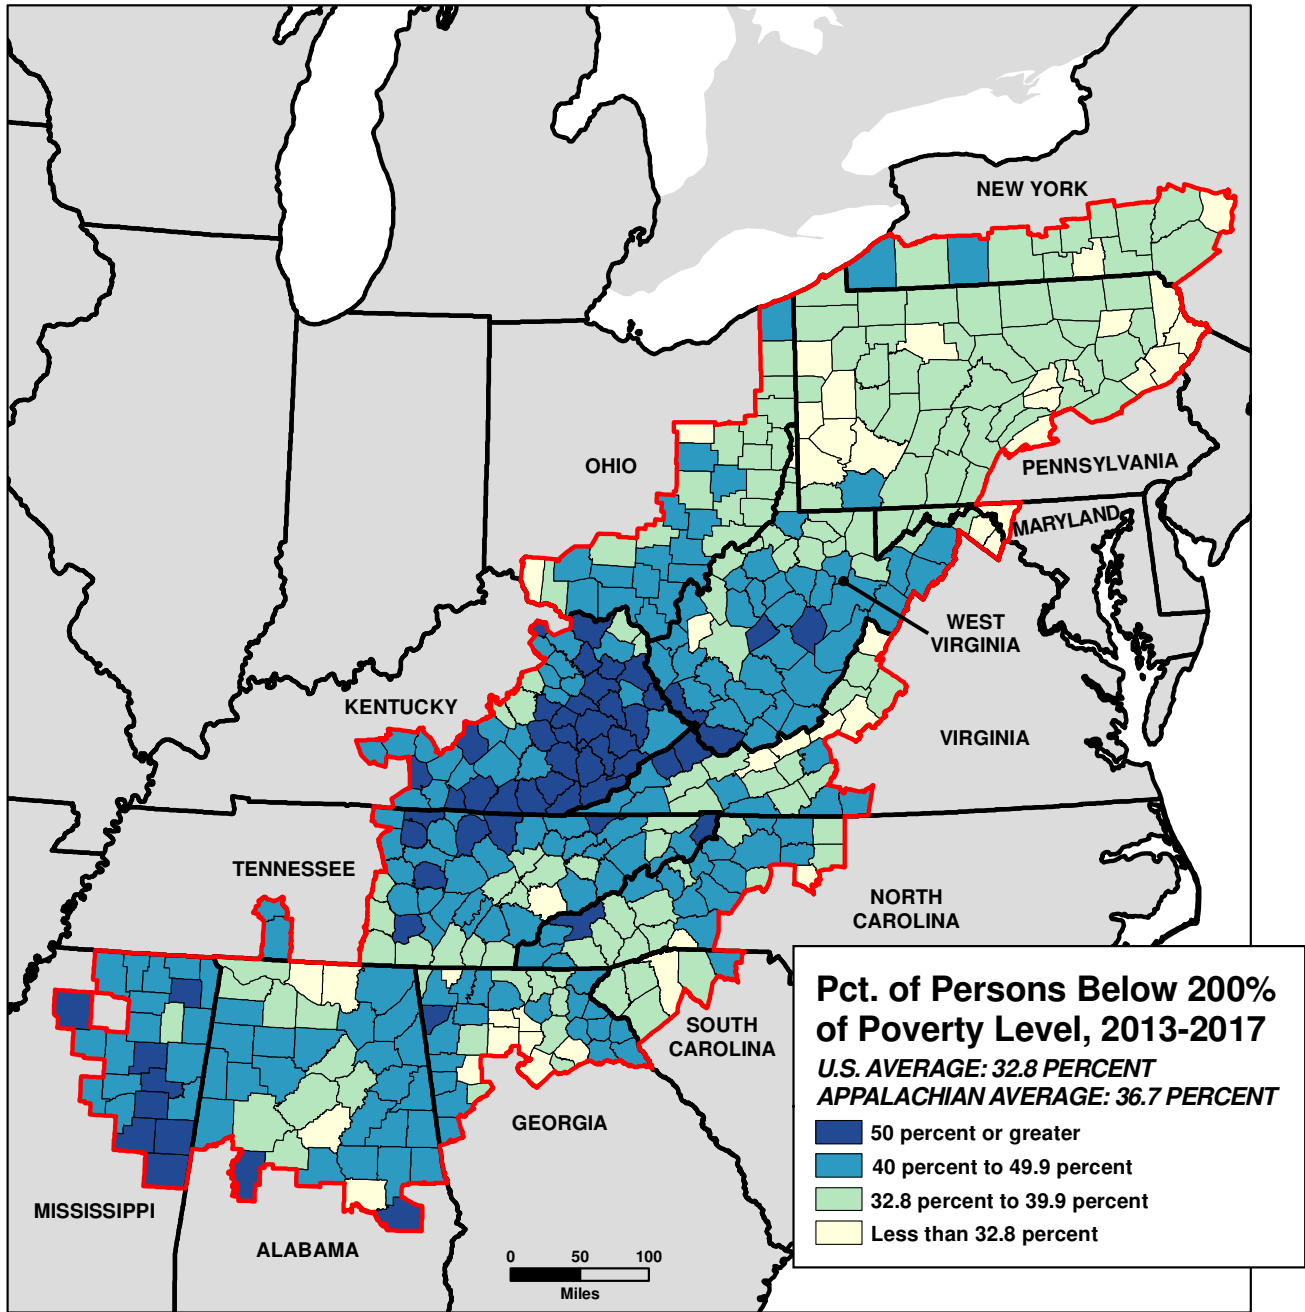 NEW YORK
OHIO
PENNSYLVANIA
MARYLAND
WEST
VIRGINIA
KENTUCKY
VIRGINIA
TENNESSEE
NORTH
CAROLINA
SOUTH
CAROLINA
GEORGIA
MISSISSIPPI
ALABAMA
0 50 100
Miles
Pct. of Persons Below 200%
of Poverty Level, 2013-2017
U.S. AVERAGE: 32.8 PERCENT
APPALACHIAN AVERAGE: 36.7 PERCENT
50 percent or greater
40 percent to 49.9 percent
32.8 percent to 39.9 percent
Less than 32.8 percent